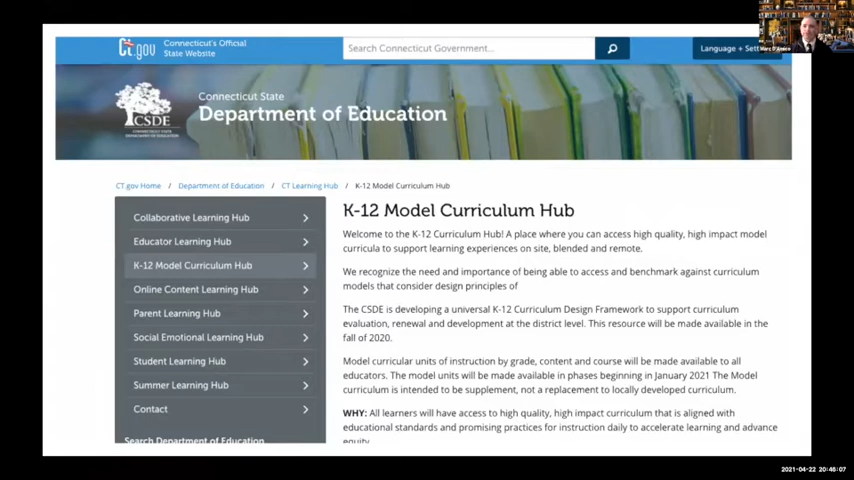 Ct.gov
Connecticut's Official
State Website
Search Connecticut Government...
Language +
Marc D'Amico
CSDE
CONNECTICUT STATE
DEPARTMENT OF EDUCATION
Connecticut State
Department of Education
CT.gov Home / Department of Education / CT Learning Hub / K-12 Model Curriculum Hub
Collaborative Learning Hub
Educator Learning Hub
K-12 Model Curriculum Hub
Online Content Learning Hub
Parent Learning Hub
Social Emotional Learning Hub
Student Learning Hub
Summer Learning Hub
Contact
Search Department of Education
K-12 Model Curriculum Hub
Welcome to the K-12 Curriculum Hub! A place where you can access high quality, high impact model
curricula to support learning experiences on site, blended and remote.
We recognize the need and importance of being able to access and benchmark against curriculum
models that consider design principles of
The CSDE is developing a universal K-12 Curriculum Design Framework to support curriculum
evaluation, renewal and development at the district level. This resource will be made available in the
fall of 2020.
Model curricular units of instruction by grade, content and course will be made available to all
educators. The model units will be made available in phases beginning in January 2021 The Model
curriculum is intended to be supplement, not a replacement to locally developed curriculum.
WHY: All learners will have access to high quality, high impact curriculum that is aligned with
educational standards and promising practices for instruction daily to accelerate learning and advance
equity.
2021-04-22 20:46:07